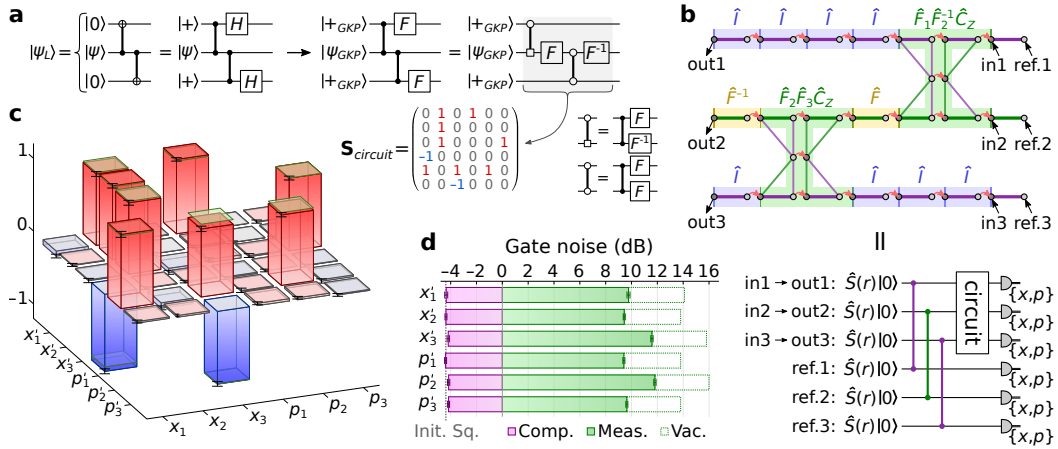 a
|ψL⟩= { |0⟩ |ψ⟩ |0⟩ = |+⟩ |ψ⟩ |+⟩ H H → |+GKP⟩ |ψGKP⟩ |+GKP⟩ F F = |+GKP⟩ |ψGKP⟩ |+GKP⟩ F F⁻¹
Scircuit =
0 1 0 1 0 0
0 1 0 0 0 0
0 1 0 0 0 1
-1 0 0 0 0 0
1 0 1 0 1 0
0 0 -1 0 0 0
= F F⁻¹
= F F
b
Î Î Î Î F̂₁F̂₂⁻¹Ĉz
out1 in1 ref.1
F̂⁻¹ F̂₂F̂₃Ĉz F̂
out2 in2 ref.2
Î Î Î Î
out3 in3 ref.3
=
in1 → out1: Ŝ(r)|0⟩ {x,p}
in2 → out2: Ŝ(r)|0⟩ {x,p}
in3 → out3: Ŝ(r)|0⟩ {x,p}
circuit
ref.1: Ŝ(r)|0⟩ {x,p}
ref.2: Ŝ(r)|0⟩ {x,p}
ref.3: Ŝ(r)|0⟩ {x,p}
c
1
0
−1
x′₁
x′₂
x′₃
p′₁
p′₂
p′₃
x₁
x₂
x₃
p₁
p₂
p₃
d
Gate noise (dB)
−4 −2 0 2 4 6 8 10 12 14 16
x′₁
x′₂
x′₃
p′₁
p′₂
p′₃
Init. Sq. Comp. Meas. Vac.